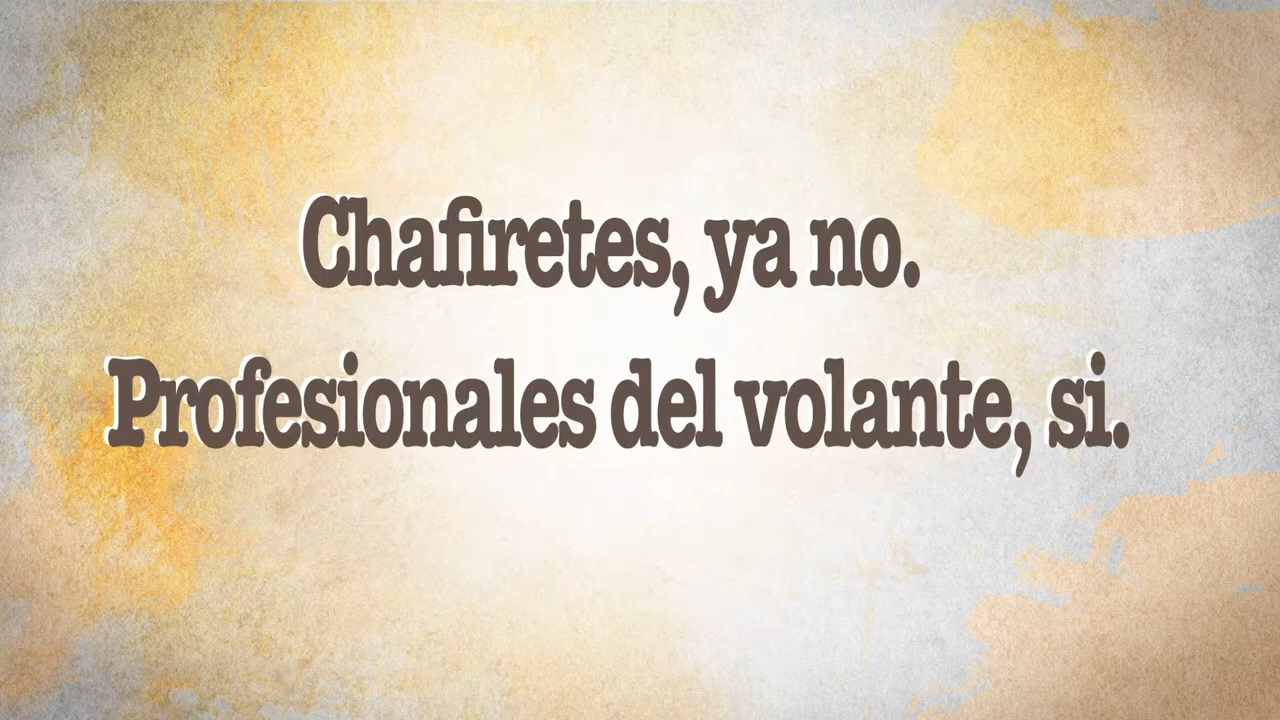 Chafiretes, ya no.
Profesionales del volante, si.